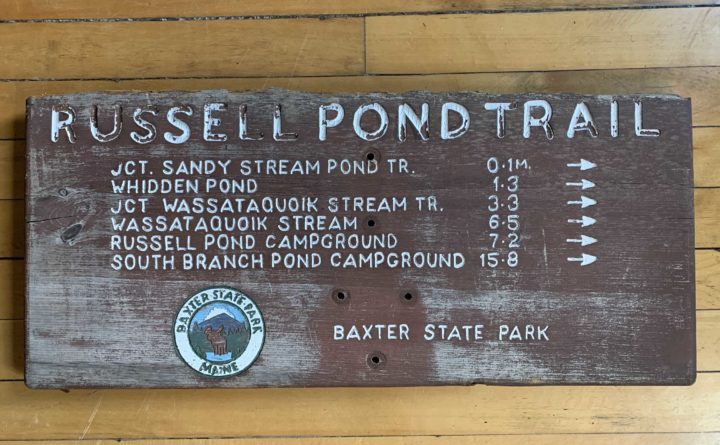 RUSSELL POND TRAIL
JCT. SANDY STREAM POND TR. 0.1M.
WHIDDEN POND 1.3
JCT WASSATAQUOIK STREAM TR. 3.3
WASSATAQUOIK STREAM 6.5
RUSSELL POND CAMPGROUND 7.2
SOUTH BRANCH POND CAMPGROUND 15.8
BAXTER STATE PARK
MAINE
BAXTER STATE PARK